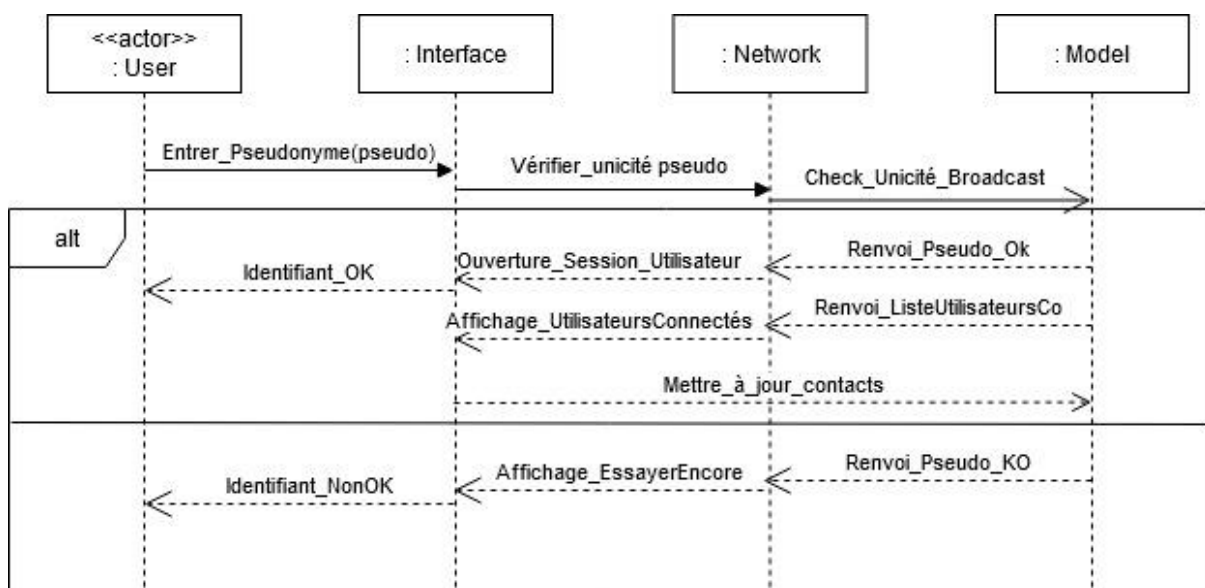 <<actor>>
: User
: Interface
: Network
: Model
Entrer_Pseudonyme(pseudo)
Vérifier_unicité pseudo
Check_Unicité_Broadcast
alt
Renvoi_Pseudo_Ok
Ouverture_Session_Utilisateur
Identifiant_OK
Renvoi_ListeUtilisateursCo
Affichage_UtilisateursConnectés
Mettre_à_jour_contacts
Renvoi_Pseudo_KO
Affichage_EssayerEncore
Identifiant_NonOK